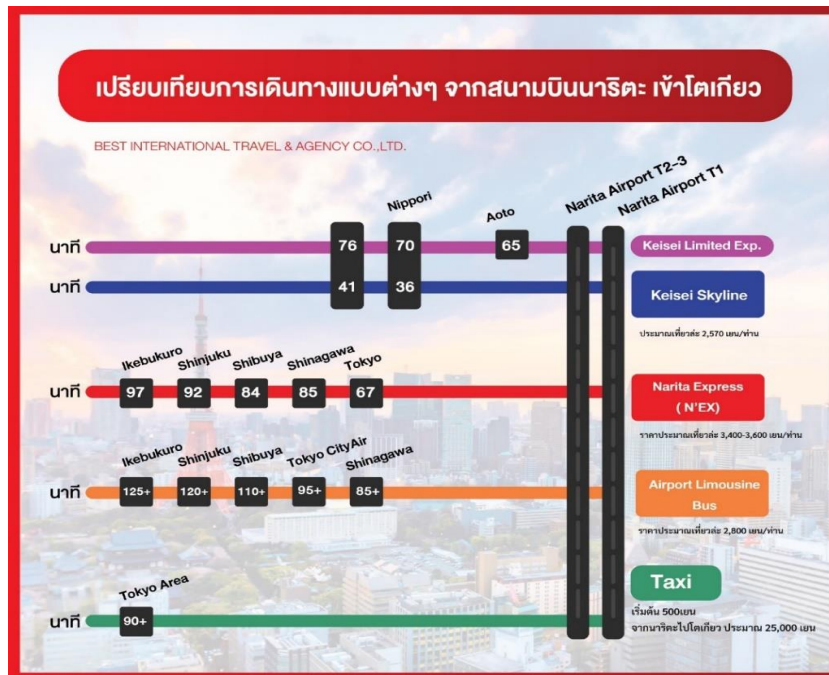 เปรียบเทียบการเดินทางแบบต่างๆ จากสนามบินนาริตะ เข้าโตเกียว
BEST INTERNATIONAL TRAVEL & AGENCY CO.,LTD.
Nippori
Aoto
Narita Airport T2-3
Narita Airport T1
นาที
76
70
65
Keisei Limited Exp.
นาที
41
36
Keisei Skyline
ประมาณเที่ยวล่ะ 2,570 เยน/ท่าน
Ikebukuro
Shinjuku
Shibuya
Shinagawa
Tokyo
นาที
97
92
84
85
67
Narita Express
( N'EX)
ราคาประมาณเที่ยวล่ะ 3,400-3,600 เยน/ท่าน
Ikebukuro
Shinjuku
Shibuya
Tokyo CityAir
Shinagawa
นาที
125+
120+
110+
95+
85+
Airport Limousine
Bus
ราคาประมาณเที่ยวล่ะ 2,800 เยน/ท่าน
Tokyo Area
นาที
90+
Taxi
เริ่มต้น 500เยน
จากนาริตะไปโตเกียว ประมาณ 25,000 เยน